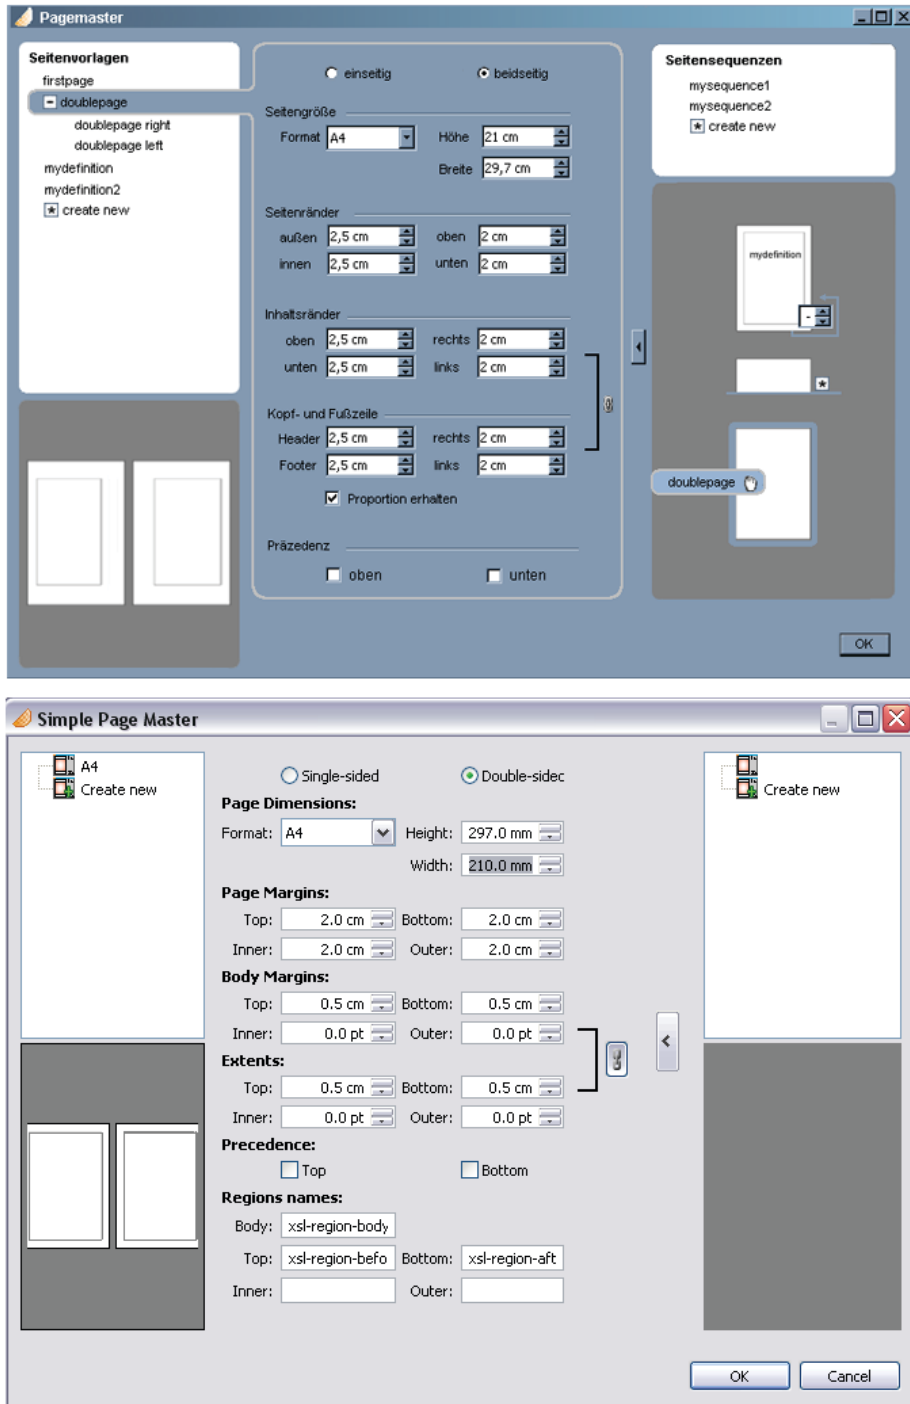 Pagemaster
Seitenvorlagen
firstpage
doublepage
doublepage right
doublepage left
mydefinition
mydefinition2
create new
einseitig beidseitig
Seitengröße
Format A4 Höhe 21 cm
Breite 29,7 cm
Seitenränder
außen 2,5 cm oben 2 cm
innen 2,5 cm unten 2 cm
Inhaltsränder
oben 2,5 cm rechts 2 cm
unten 2,5 cm links 2 cm
Kopf- und Fußzeile
Header 2,5 cm rechts 2 cm
Footer 2,5 cm links 2 cm
Proportion erhalten
Präzedenz
oben unten
Seitensequenzen
mysequence1
mysequence2
create new
mydefinition
-
doublepage
OK
Simple Page Master
A4
Create new
Single-sided Double-sidec
Page Dimensions:
Format: A4 Height: 297.0 mm
Width: 210.0 mm
Page Margins:
Top: 2.0 cm Bottom: 2.0 cm
Inner: 2.0 cm Outer: 2.0 cm
Body Margins:
Top: 0.5 cm Bottom: 0.5 cm
Inner: 0.0 pt Outer: 0.0 pt
Extents:
Top: 0.5 cm Bottom: 0.5 cm
Inner: 0.0 pt Outer: 0.0 pt
Precedence:
Top Bottom
Regions names:
Body: xsl-region-body
Top: xsl-region-befo Bottom: xsl-region-aft
Inner: Outer:
<
Create new
OK Cancel